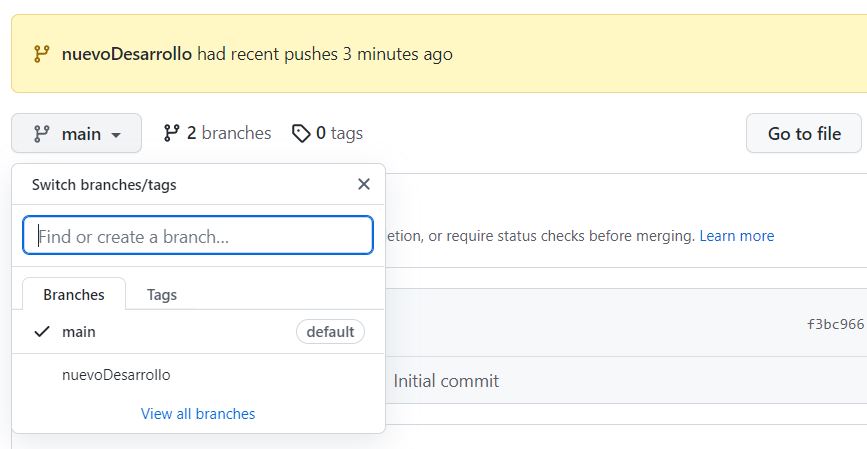 nuevoDesarrollo had recent pushes 3 minutes ago
main
2 branches
0 tags
Go to file
Switch branches/tags
Find or create a branch...
etion, or require status checks before merging. Learn more
Branches
Tags
main
default
f3bc966
nuevoDesarrollo
Initial commit
View all branches